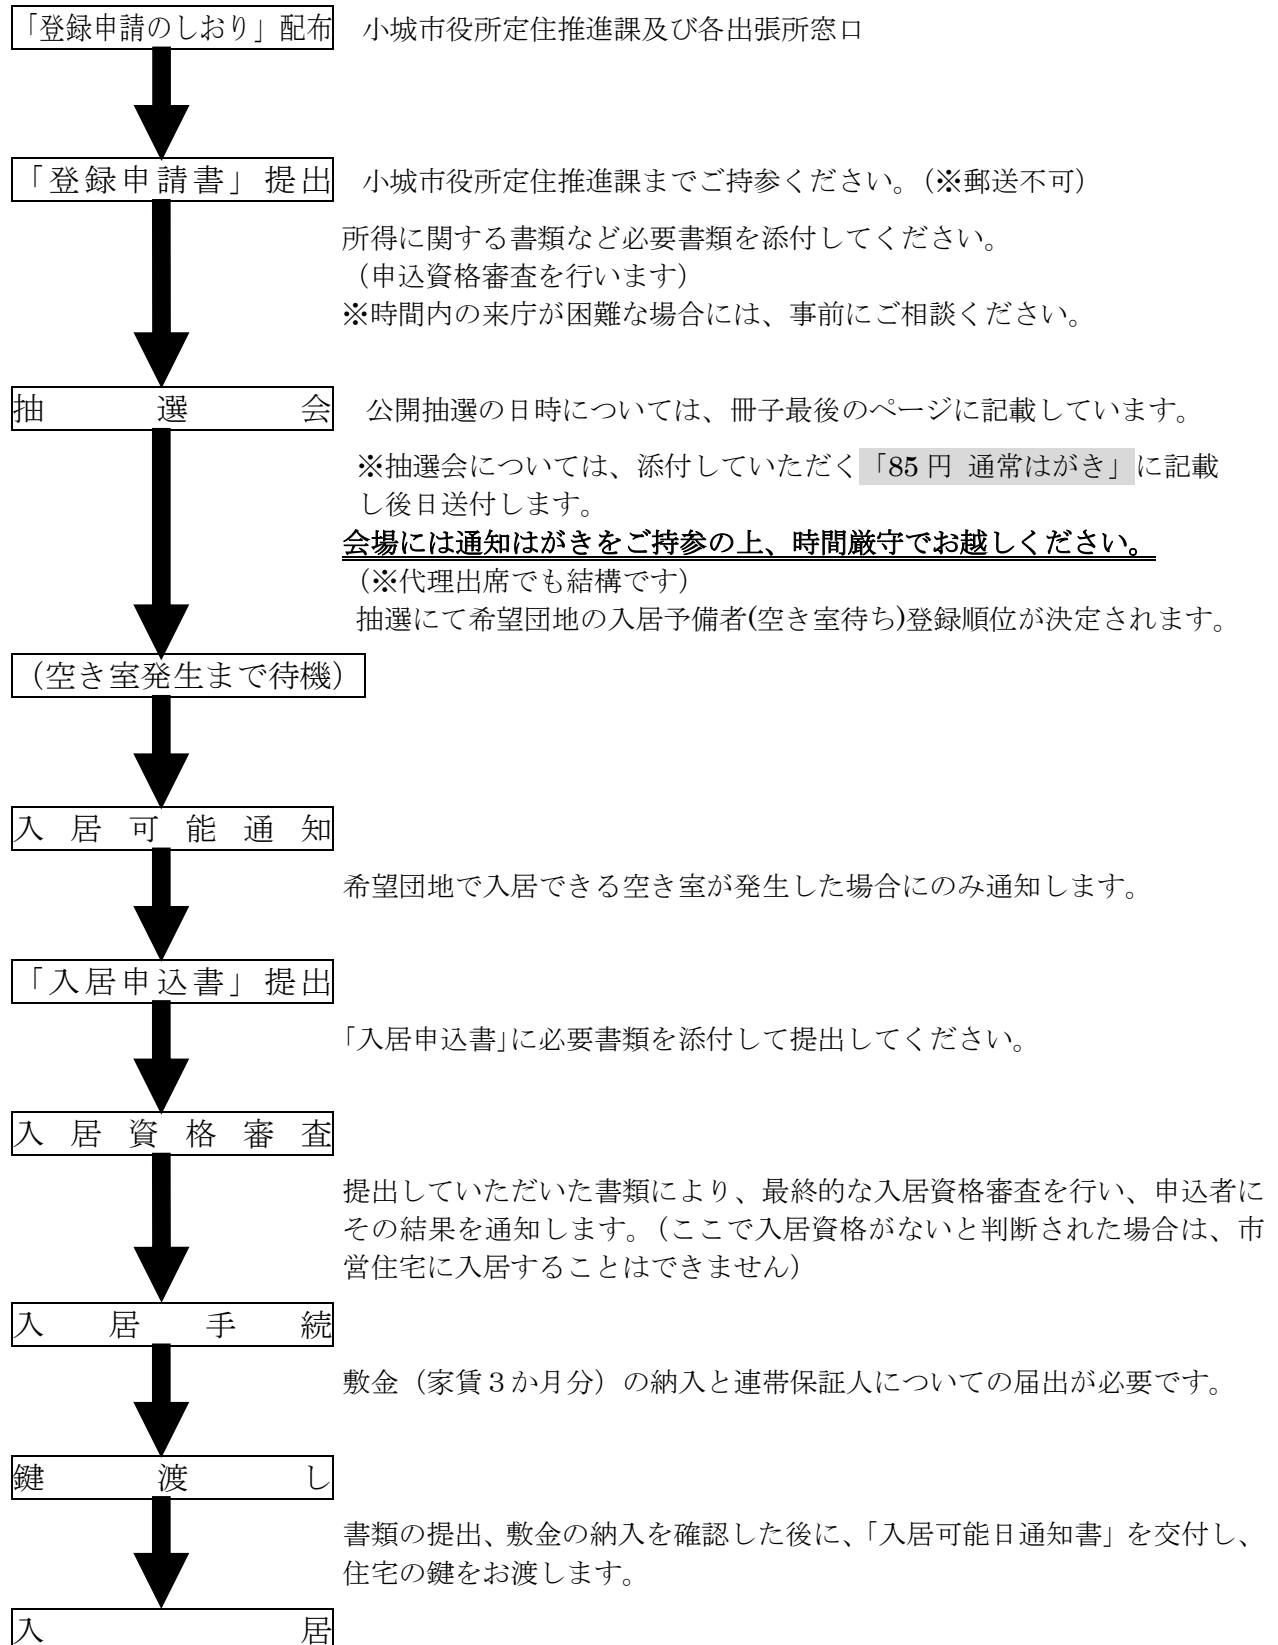 「登録申請のしおり」配布 小城市役所定住推進課及び各出張所窓口
「登録申請書」提出 小城市役所定住推進課までご持参ください。（※郵送不可）
所得に関する書類など必要書類を添付してください。
（申込資格審査を行います）
※時間内の来庁が困難な場合には、事前にご相談ください。
抽選会 公開抽選の日時については、冊子最後のページに記載しています。
※抽選会については、添付していただく「85円 通常はがき」に記載
し後日送付します。
会場には通知はがきをご持参の上、時間厳守でお越しください。
（※代理出席でも結構です）
抽選にて希望団地の入居予備者(空き室待ち)登録順位が決定されます。
（空き室発生まで待機）
入居可能通知
希望団地で入居できる空き室が発生した場合にのみ通知します。
「入居申込書」提出
「入居申込書」に必要書類を添付して提出してください。
入居資格審査
提出していただいた書類により、最終的な入居資格審査を行い、申込者に
その結果を通知します。（ここで入居資格がないと判断された場合は、市
営住宅に入居することはできません）
入居手続
敷金（家賃３か月分）の納入と連帯保証人についての届出が必要です。
鍵渡し
書類の提出、敷金の納入を確認した後に、「入居可能日通知書」を交付し、
住宅の鍵をお渡します。
入居